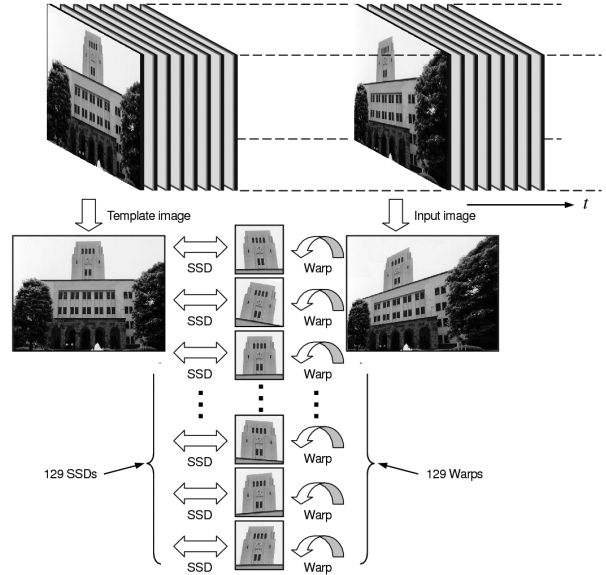 t
Template image
Input image
SSD
Warp
SSD
Warp
SSD
Warp
SSD
Warp
129 SSDs
129 Warps
SSD
Warp
SSD
Warp